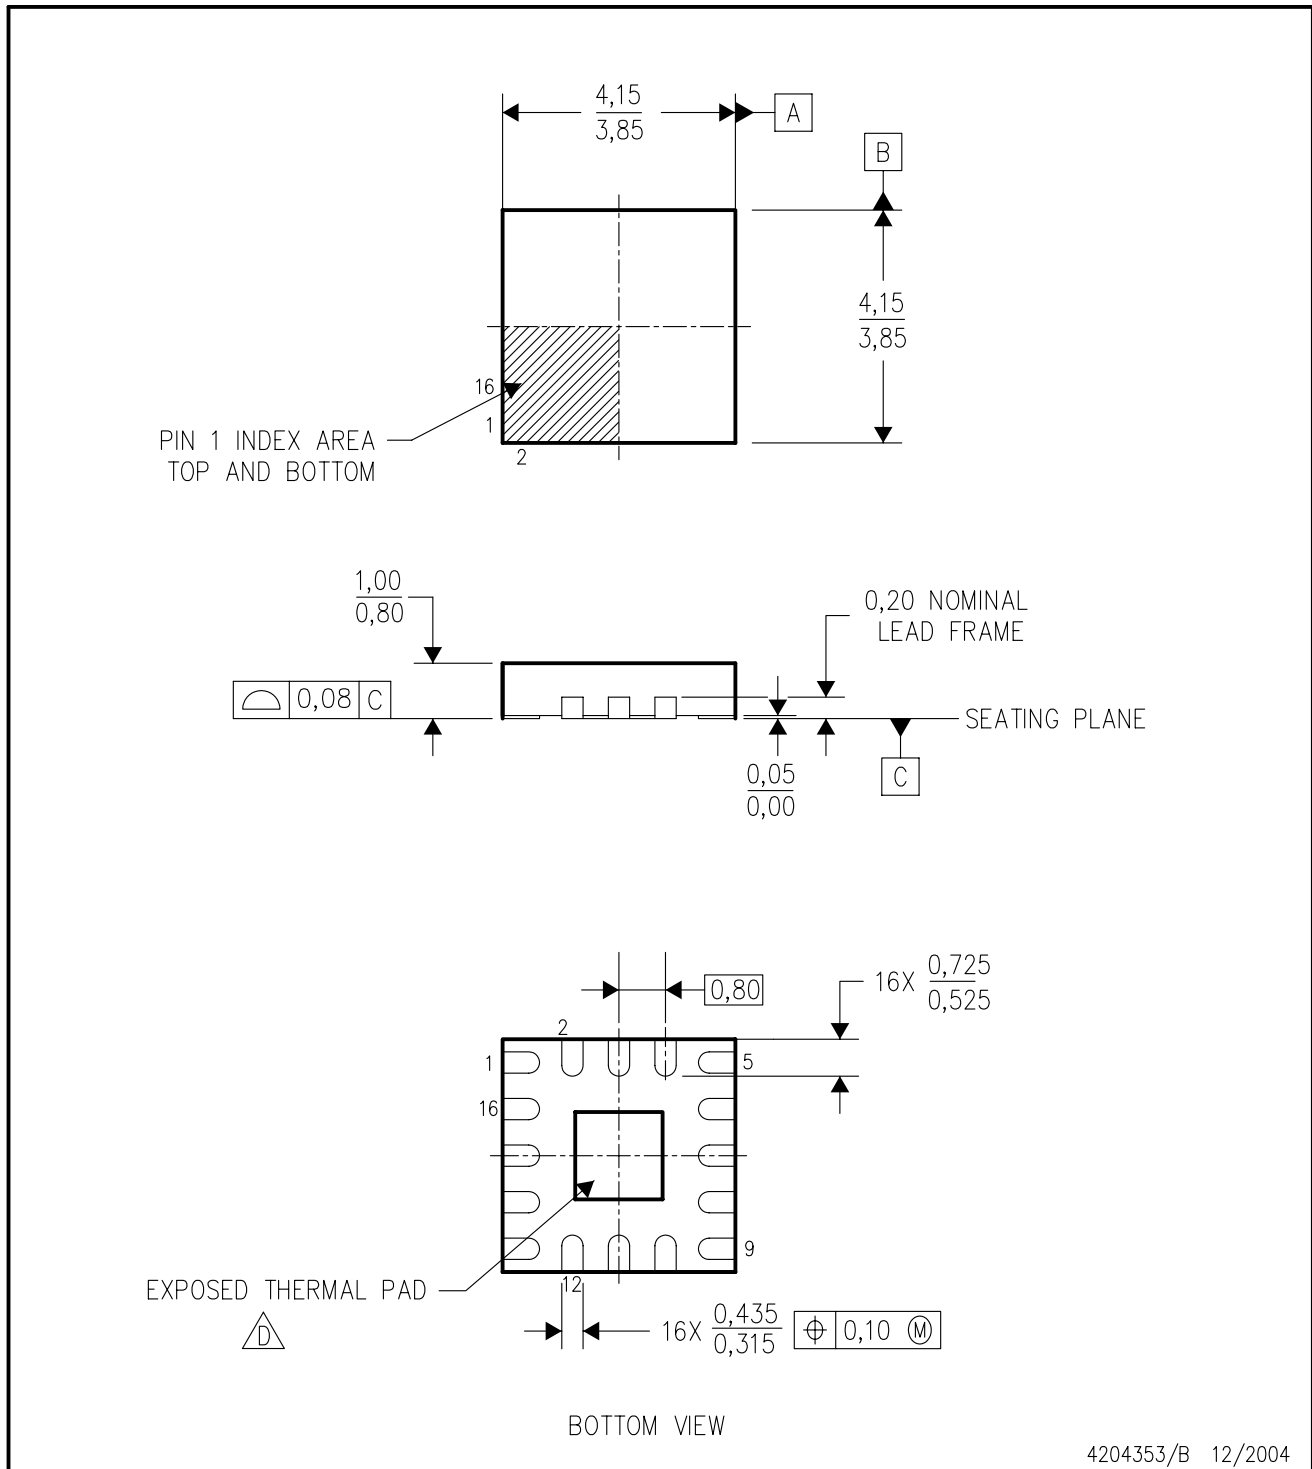 4,15
3,85
A
B
4,15
3,85
16
1
2
PIN 1 INDEX AREA
TOP AND BOTTOM
1,00
0,80
0,20 NOMINAL
LEAD FRAME
0,08 C
SEATING PLANE
0,05
0,00
C
0,80
16X 0,725
0,525
2
1
5
16
9
12
EXPOSED THERMAL PAD
D
16X 0,435
0,315
0,10 M
BOTTOM VIEW
4204353/B 12/2004